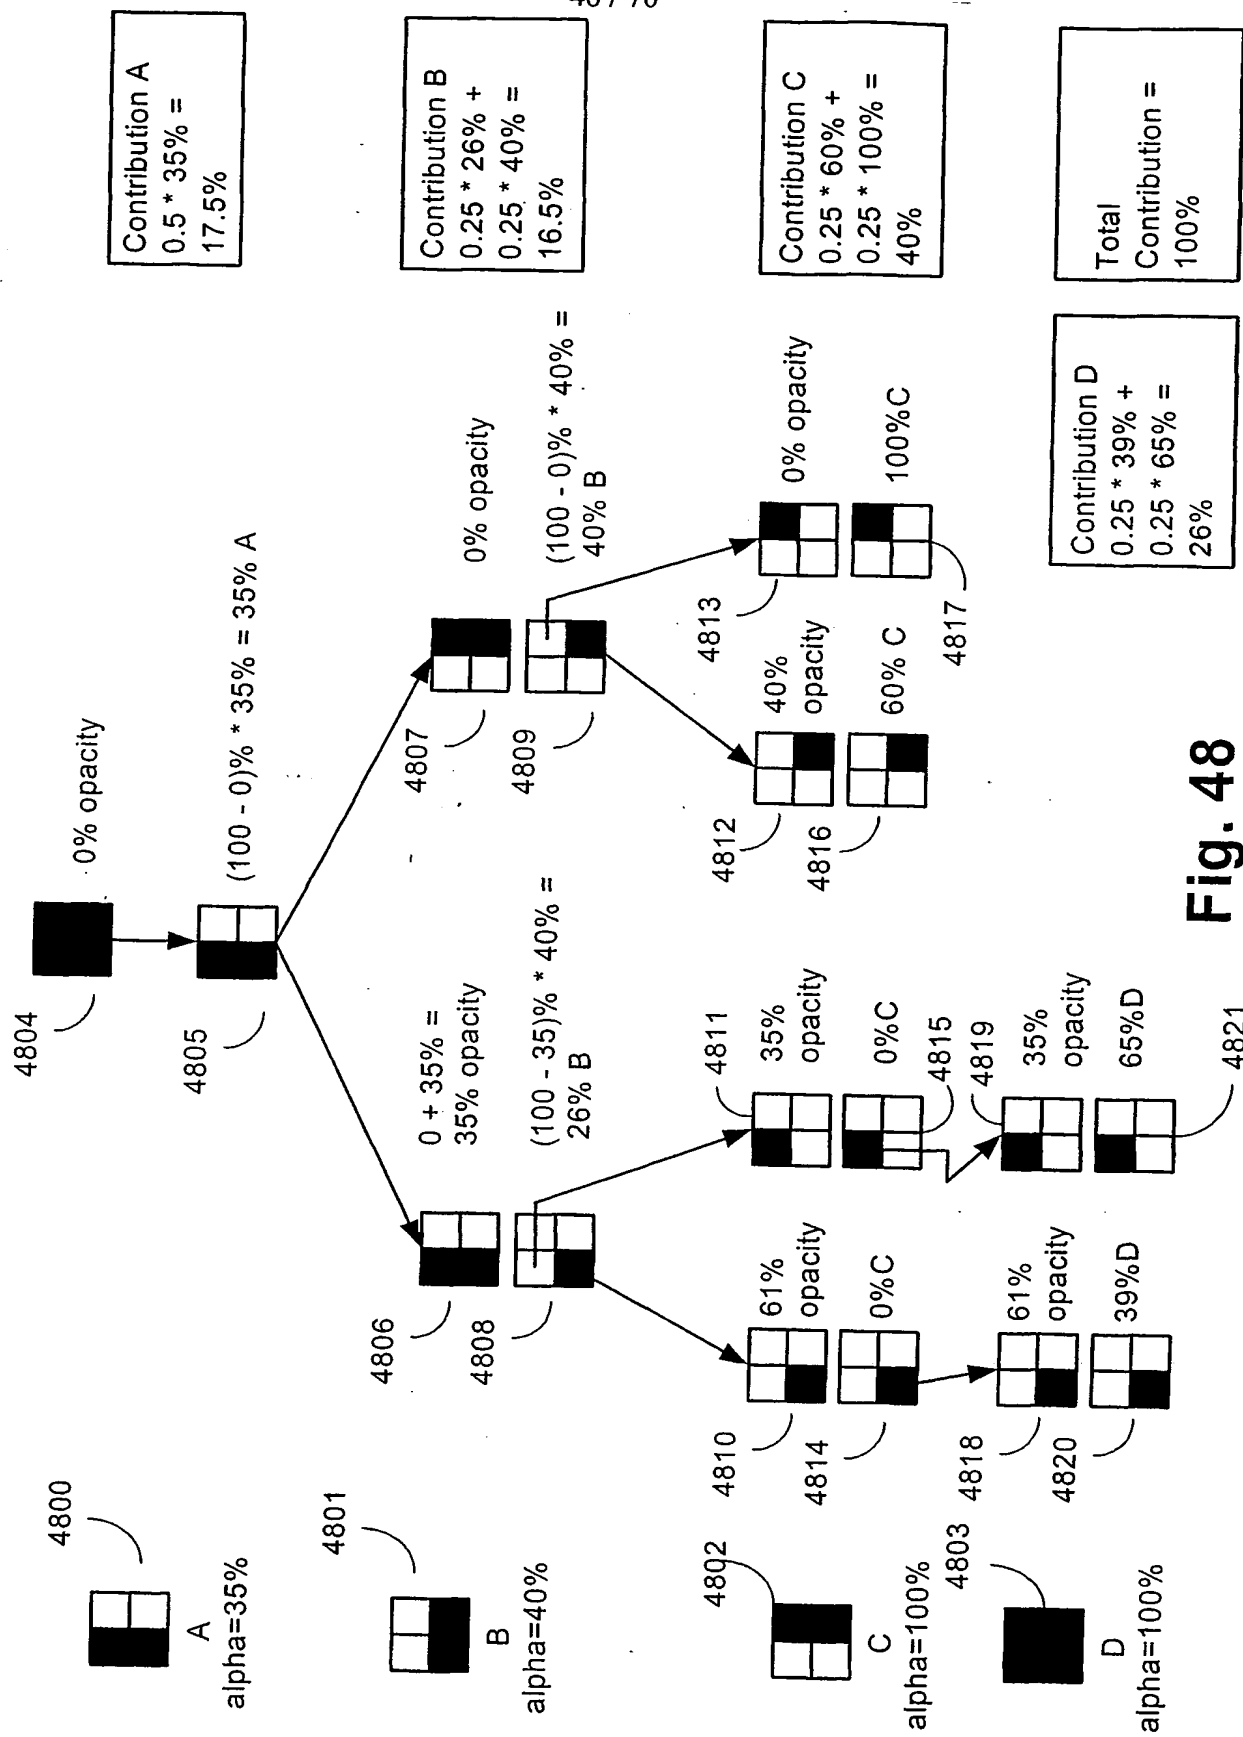 4800
A
alpha=35%
4804
0% opacity
4805
(100 - 0)% * 35% = 35% A
Contribution A
0.5 * 35% =
17.5%
4801
B
alpha=40%
4806
0 + 35% =
35% opacity
4808
(100 - 35)% * 40% =
26% B
4807
0% opacity
4809
(100 - 0)% * 40% =
40% B
Contribution B
0.25 * 26% +
0.25 * 40% =
16.5%
4802
C
alpha=100%
4810
61%
opacity
4814
0%C
4811
35%
opacity
0%C
4815
4812
40%
opacity
4816
60% C
4813
0% opacity
100%C
4817
Contribution C
0.25 * 60% +
0.25 * 100% =
40%
4803
D
alpha=100%
4818
61%
opacity
4820
39%D
4819
35%
opacity
65%D
4821
Contribution D
0.25 * 39% +
0.25 * 65% =
26%
Total
Contribution =
100%
Fig. 48